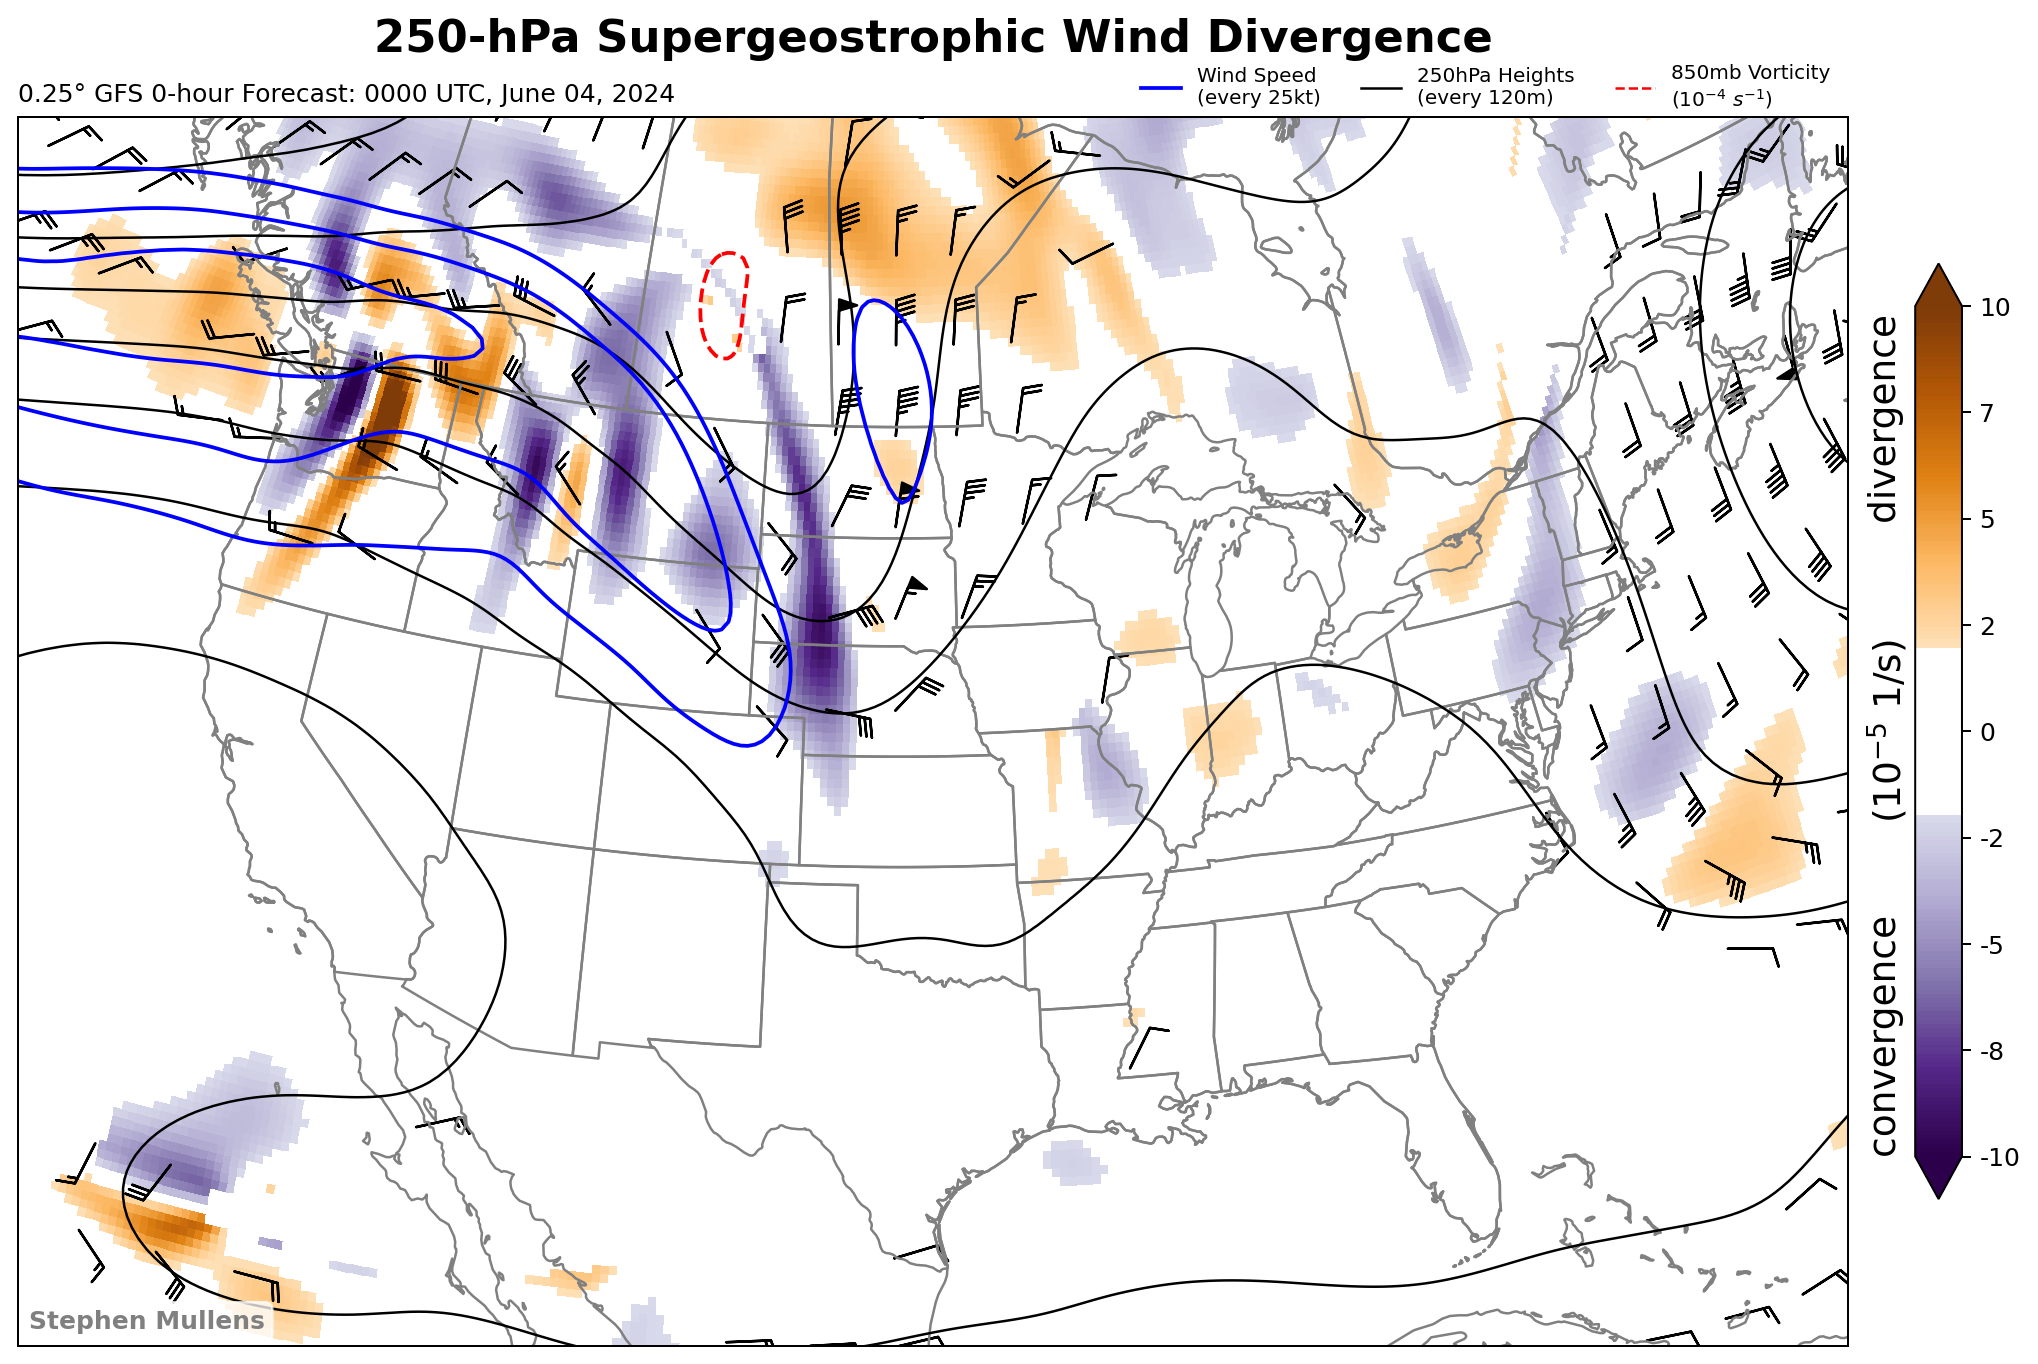 250-hPa Supergeostrophic Wind Divergence
0.25° GFS 0-hour Forecast: 0000 UTC, June 04, 2024
Wind Speed
(every 25kt)
250hPa Heights
(every 120m)
850mb Vorticity
(10⁻⁴ s⁻¹)
10
7
5
2
0
-2
-5
-8
-10
convergence (10⁻⁵ 1/s) divergence
Stephen Mullens